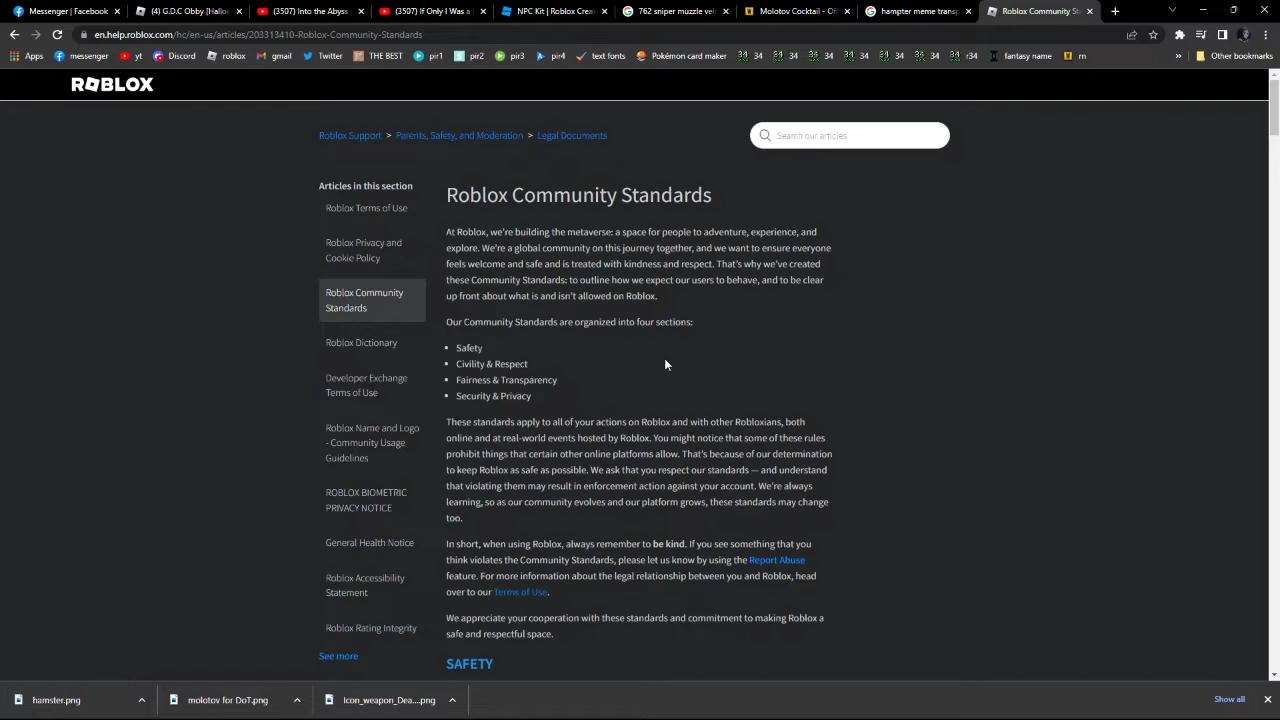 Messenger | Facebook
(4) G.D.C Obby [Hallow
(3507) Into the Abyss
(3507) If Only I Was a H
NPC Kit | Roblox Creat
762 sniper muzzle velo
Molotov Cocktail - Off
hampter meme transp
Roblox Community St
en.help.roblox.com/hc/en-us/articles/203313410-Roblox-Community-Standards
Apps
messenger
yt
Discord
roblox
gmail
Twitter
THE BEST
pir1
pir2
pir3
pir4
text fonts
Pokémon card maker
34
34
34
34
34
34
r34
fantasy name
rn
»
Other bookmarks
ROBLOX
Roblox Support > Parents, Safety, and Moderation > Legal Documents
Search our articles
Articles in this section
Roblox Terms of Use
Roblox Privacy and
Cookie Policy
Roblox Community
Standards
Roblox Dictionary
Developer Exchange
Terms of Use
Roblox Name and Logo
- Community Usage
Guidelines
ROBLOX BIOMETRIC
PRIVACY NOTICE
General Health Notice
Roblox Accessibility
Statement
Roblox Rating Integrity
See more
Roblox Community Standards
At Roblox, we're building the metaverse: a space for people to adventure, experience, and
explore. We're a global community on this journey together, and we want to ensure everyone
feels welcome and safe and is treated with kindness and respect. That's why we've created
these Community Standards: to outline how we expect our users to behave, and to be clear
up front about what is and isn't allowed on Roblox.
Our Community Standards are organized into four sections:
• Safety
• Civility & Respect
• Fairness & Transparency
• Security & Privacy
These standards apply to all of your actions on Roblox and with other Robloxians, both
online and at real-world events hosted by Roblox. You might notice that some of these rules
prohibit things that certain other online platforms allow. That's because of our determination
to keep Roblox as safe as possible. We ask that you respect our standards — and understand
that violating them may result in enforcement action against your account. We're always
learning, so as our community evolves and our platform grows, these standards may change
too.
In short, when using Roblox, always remember to be kind. If you see something that you
think violates the Community Standards, please let us know by using the Report Abuse
feature. For more information about the legal relationship between you and Roblox, head
over to our Terms of Use.
We appreciate your cooperation with these standards and commitment to making Roblox a
safe and respectful space.
SAFETY
hamster.png
molotov for DoT.png
Icon_weapon_Dea....png
Show all